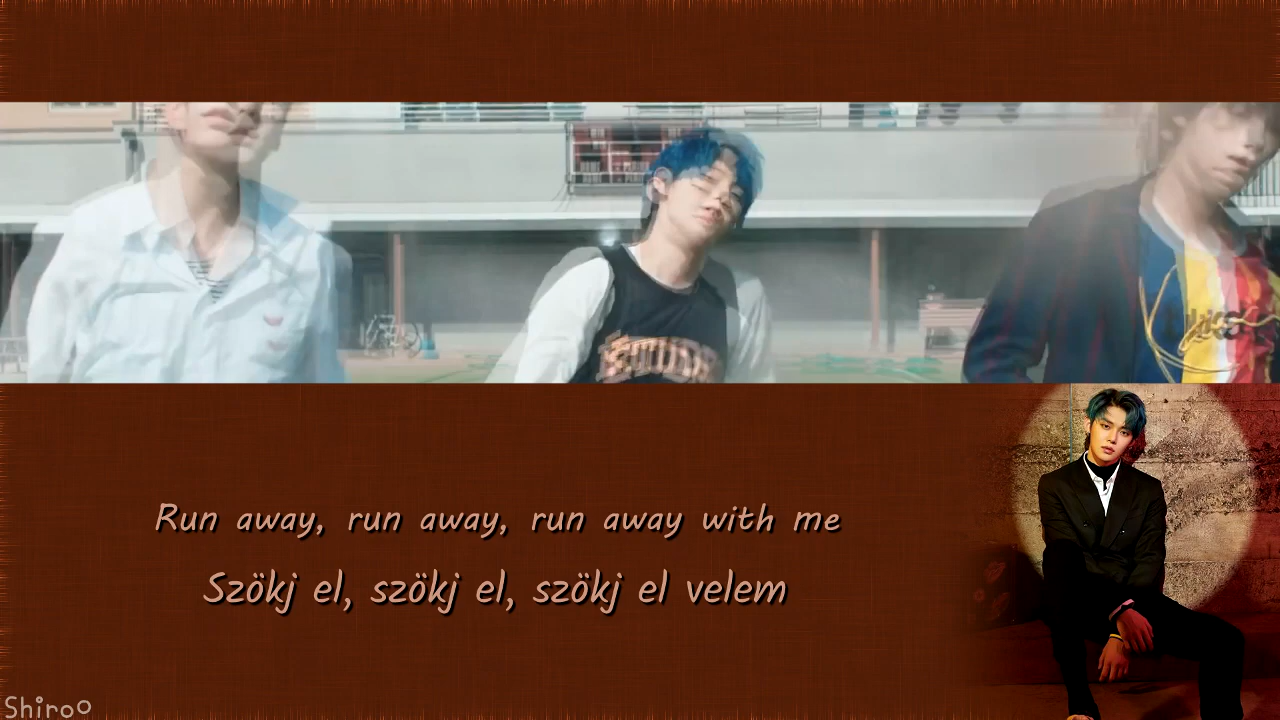 Run away, run away, run away with me
Szökj el, szökj el, szökj el velem
Shiroo